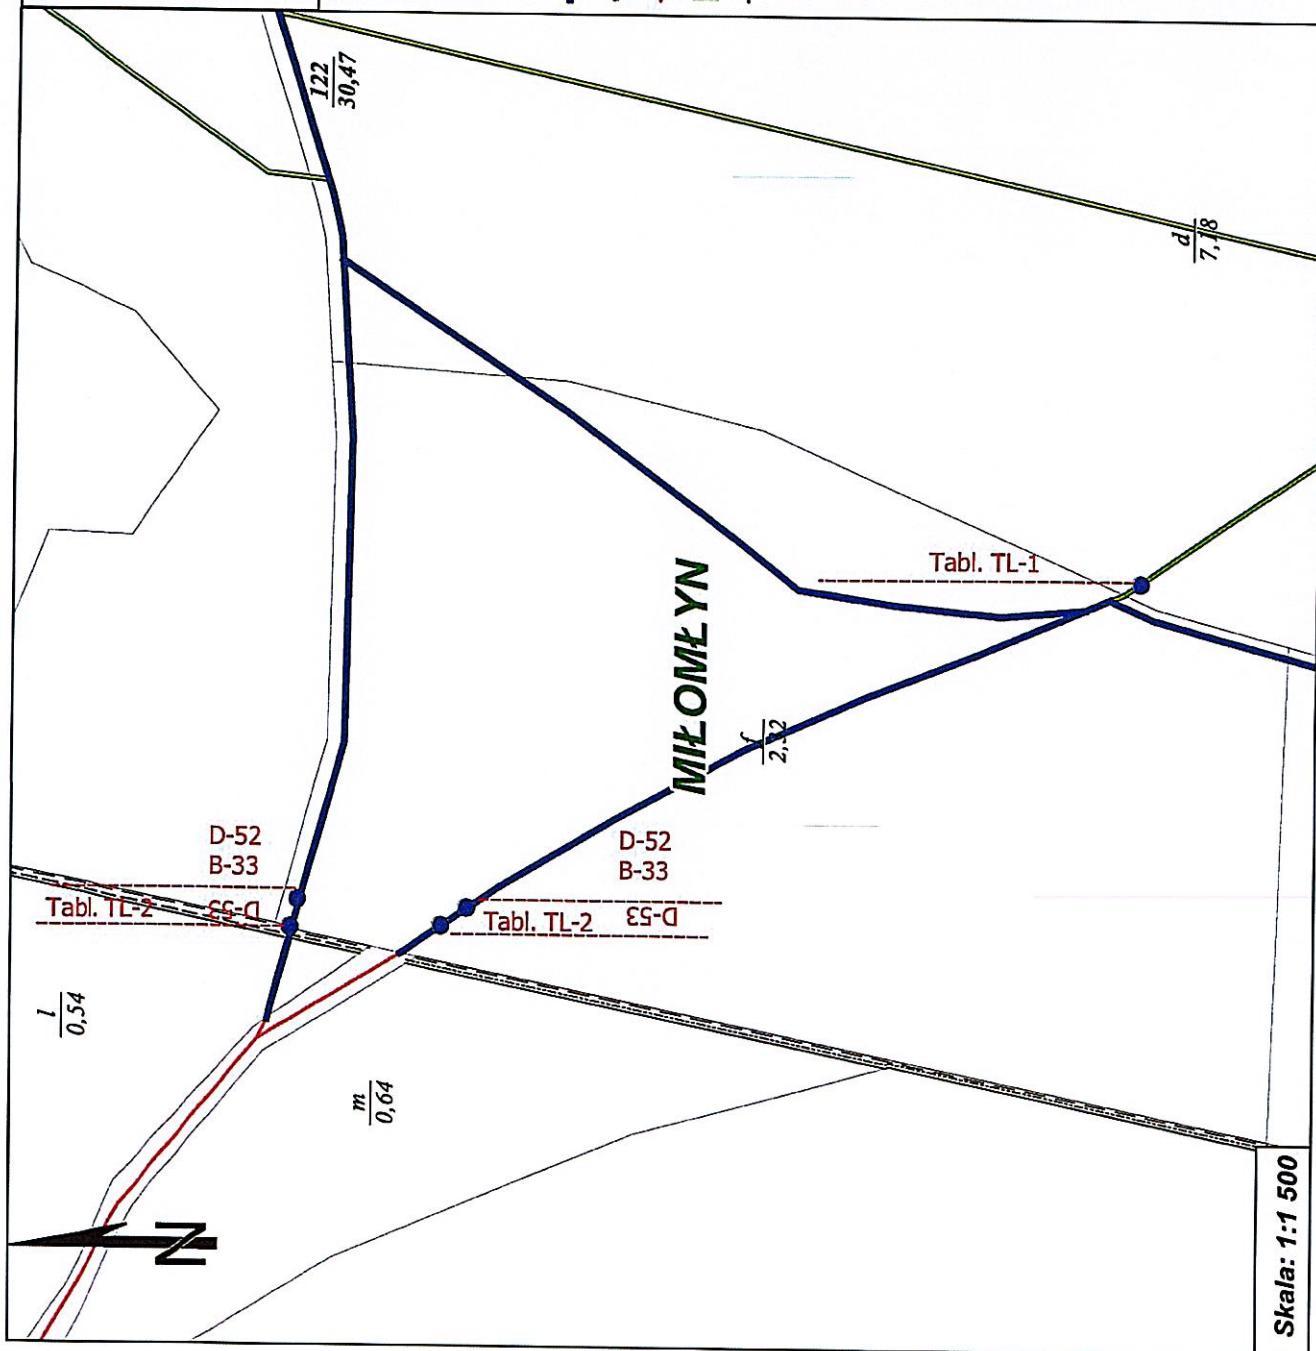 122
30,47
d
7,18
Tabl. TL-1
MIŁOMŁYN
f
2,32
D-52
B-33
D-53
Tabl. TL-2
D-52
B-33
D-53
Tabl. TL-2
l
0,54
m
0,64
N
Skala: 1:1 500